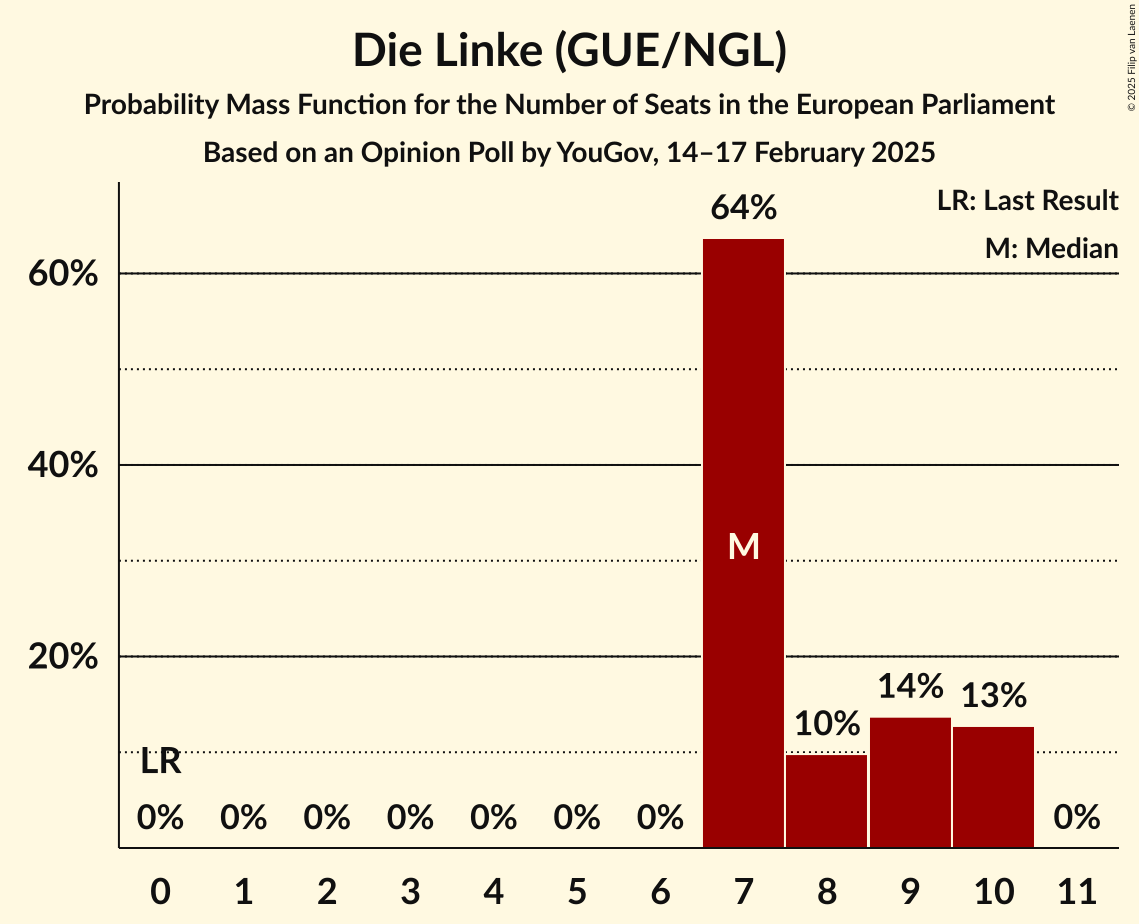 Die Linke (GUE/NGL)
Probability Mass Function for the Number of Seats in the European Parliament
Based on an Opinion Poll by YouGov, 14–17 February 2025
© 2025 Filip van Laenen
LR: Last Result
M: Median
64%
60%
40%
M
20%
14%
13%
10%
LR
0% 0% 0% 0% 0% 0% 0% 0%
0 1 2 3 4 5 6 7 8 9 10 11